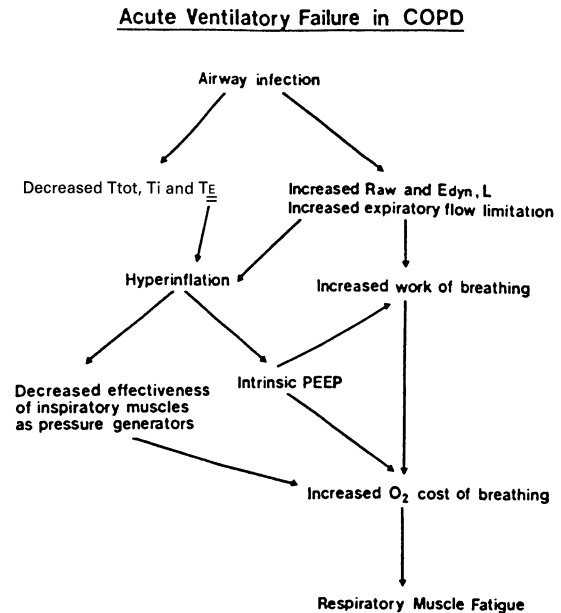 Acute Ventilatory Failure in COPD
Airway infection
Decreased Ttot, Ti and TE
Increased Raw and Edyn, L
Increased expiratory flow limitation
Hyperinflation
Increased work of breathing
Intrinsic PEEP
Decreased effectiveness
of inspiratory muscles
as pressure generators
Increased O₂ cost of breathing
Respiratory Muscle Fatigue